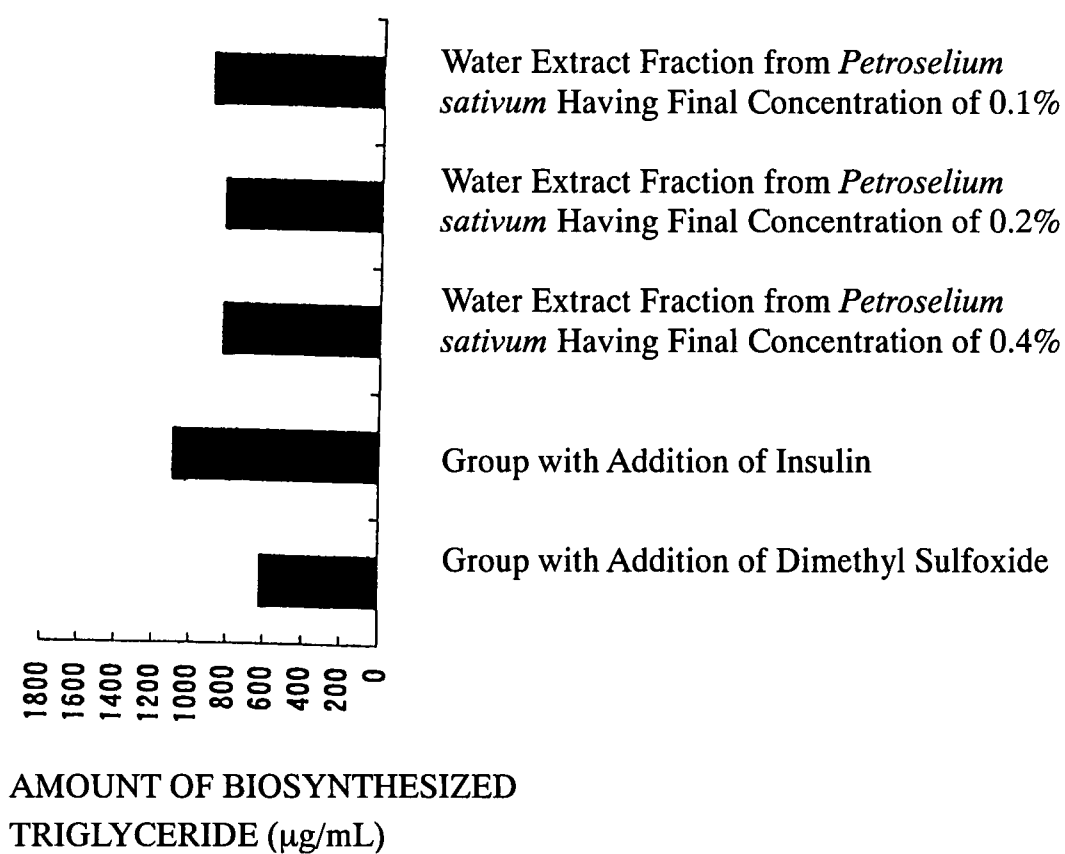 Water Extract Fraction from Petroselium
sativum Having Final Concentration of 0.1%
Water Extract Fraction from Petroselium
sativum Having Final Concentration of 0.2%
Water Extract Fraction from Petroselium
sativum Having Final Concentration of 0.4%
Group with Addition of Insulin
Group with Addition of Dimethyl Sulfoxide
1800
1600
1400
1200
1000
800
600
400
200
0
AMOUNT OF BIOSYNTHESIZED
TRIGLYCERIDE (μg/mL)